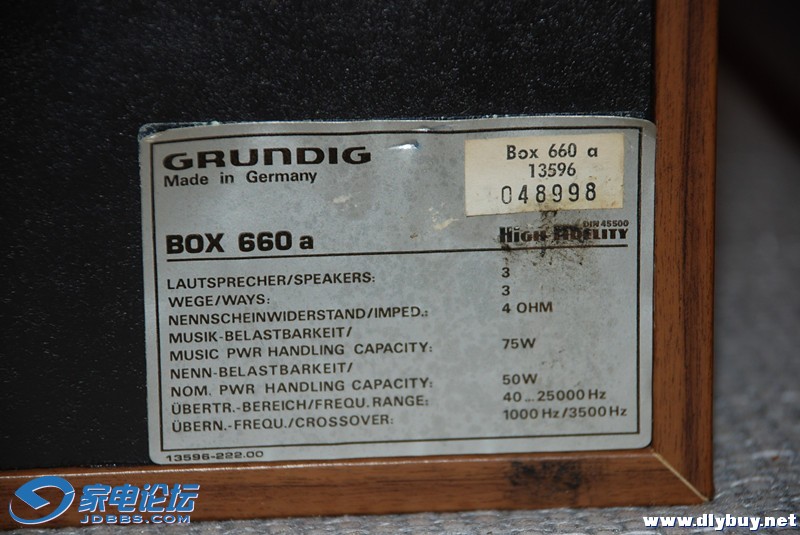 GRUNDIG
Made in Germany
Box 660 a
13596
048998
BOX 660 a
DIN 45500
HIGH FIDELITY
LAUTSPRECHER/SPEAKERS: 3
WEGE/WAYS: 3
NENNSCHEINWIDERSTAND/IMPED.: 4 OHM
MUSIK-BELASTBARKEIT/
MUSIC PWR HANDLING CAPACITY: 75W
NENN-BELASTBARKEIT/
NOM. PWR HANDLING CAPACITY: 50W
ÜBERTR.-BEREICH/FREQU. RANGE: 40...25000 Hz
ÜBERN.-FREQU./CROSSOVER: 1000 Hz/3500 Hz
13596-222.00
家电论坛
JDBBS.COM
www.dlybuy.net